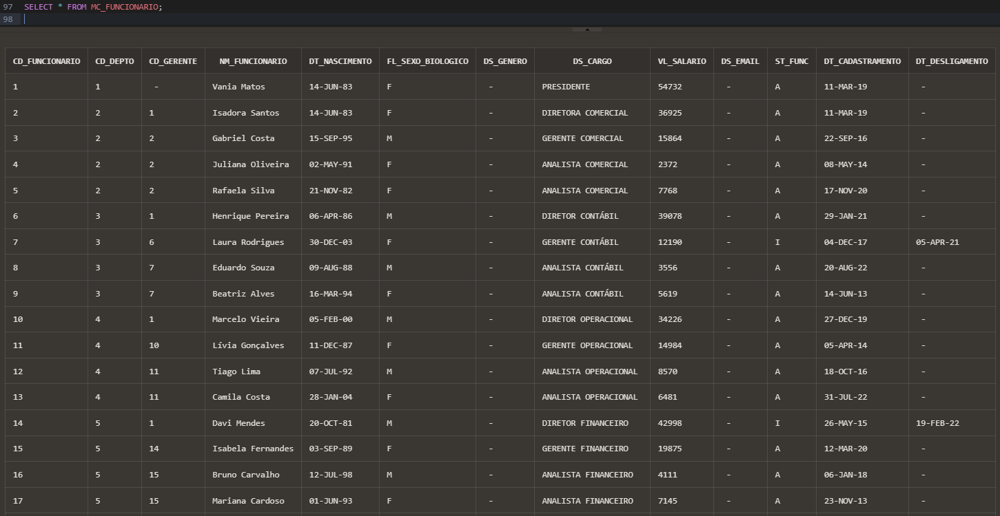 97 SELECT * FROM MC_FUNCIONARIO;
98
CD_FUNCIONARIO CD_DEPTO CD_GERENTE NM_FUNCIONARIO DT_NASCIMENTO FL_SEXO_BIOLOGICO DS_GENERO DS_CARGO VL_SALARIO DS_EMAIL ST_FUNC DT_CADASTRAMENTO DT_DESLIGAMENTO
1 1 - Vania Matos 14-JUN-83 F - PRESIDENTE 54732 - A 11-MAR-19 -
2 2 1 Isadora Santos 14-JUN-83 F - DIRETORA COMERCIAL 36925 - A 11-MAR-19 -
3 2 2 Gabriel Costa 15-SEP-95 M - GERENTE COMERCIAL 15864 - A 22-SEP-16 -
4 2 2 Juliana Oliveira 02-MAY-91 F - ANALISTA COMERCIAL 2372 - A 08-MAY-14 -
5 2 2 Rafaela Silva 21-NOV-82 F - ANALISTA COMERCIAL 7768 - A 17-NOV-20 -
6 3 1 Henrique Pereira 06-APR-86 M - DIRETOR CONTÁBIL 39078 - A 29-JAN-21 -
7 3 6 Laura Rodrigues 30-DEC-03 F - GERENTE CONTÁBIL 12190 - I 04-DEC-17 05-APR-21
8 3 7 Eduardo Souza 09-AUG-88 M - ANALISTA CONTÁBIL 3556 - A 20-AUG-22 -
9 3 7 Beatriz Alves 16-MAR-94 F - ANALISTA CONTÁBIL 5619 - A 14-JUN-13 -
10 4 1 Marcelo Vieira 05-FEB-00 M - DIRETOR OPERACIONAL 34226 - A 27-DEC-19 -
11 4 10 Lívia Gonçalves 11-DEC-87 F - GERENTE OPERACIONAL 14984 - A 05-APR-14 -
12 4 11 Tiago Lima 07-JUL-92 M - ANALISTA OPERACIONAL 8570 - A 18-OCT-16 -
13 4 11 Camila Costa 28-JAN-04 F - ANALISTA OPERACIONAL 6481 - A 31-JUL-22 -
14 5 1 Davi Mendes 20-OCT-81 M - DIRETOR FINANCEIRO 42998 - I 26-MAY-15 19-FEB-22
15 5 14 Isabela Fernandes 03-SEP-89 F - GERENTE FINANCEIRO 19875 - A 12-MAR-20 -
16 5 15 Bruno Carvalho 12-JUL-98 M - ANALISTA FINANCEIRO 4111 - A 06-JAN-18 -
17 5 15 Mariana Cardoso 01-JUN-93 F - ANALISTA FINANCEIRO 7145 - A 23-NOV-13 -